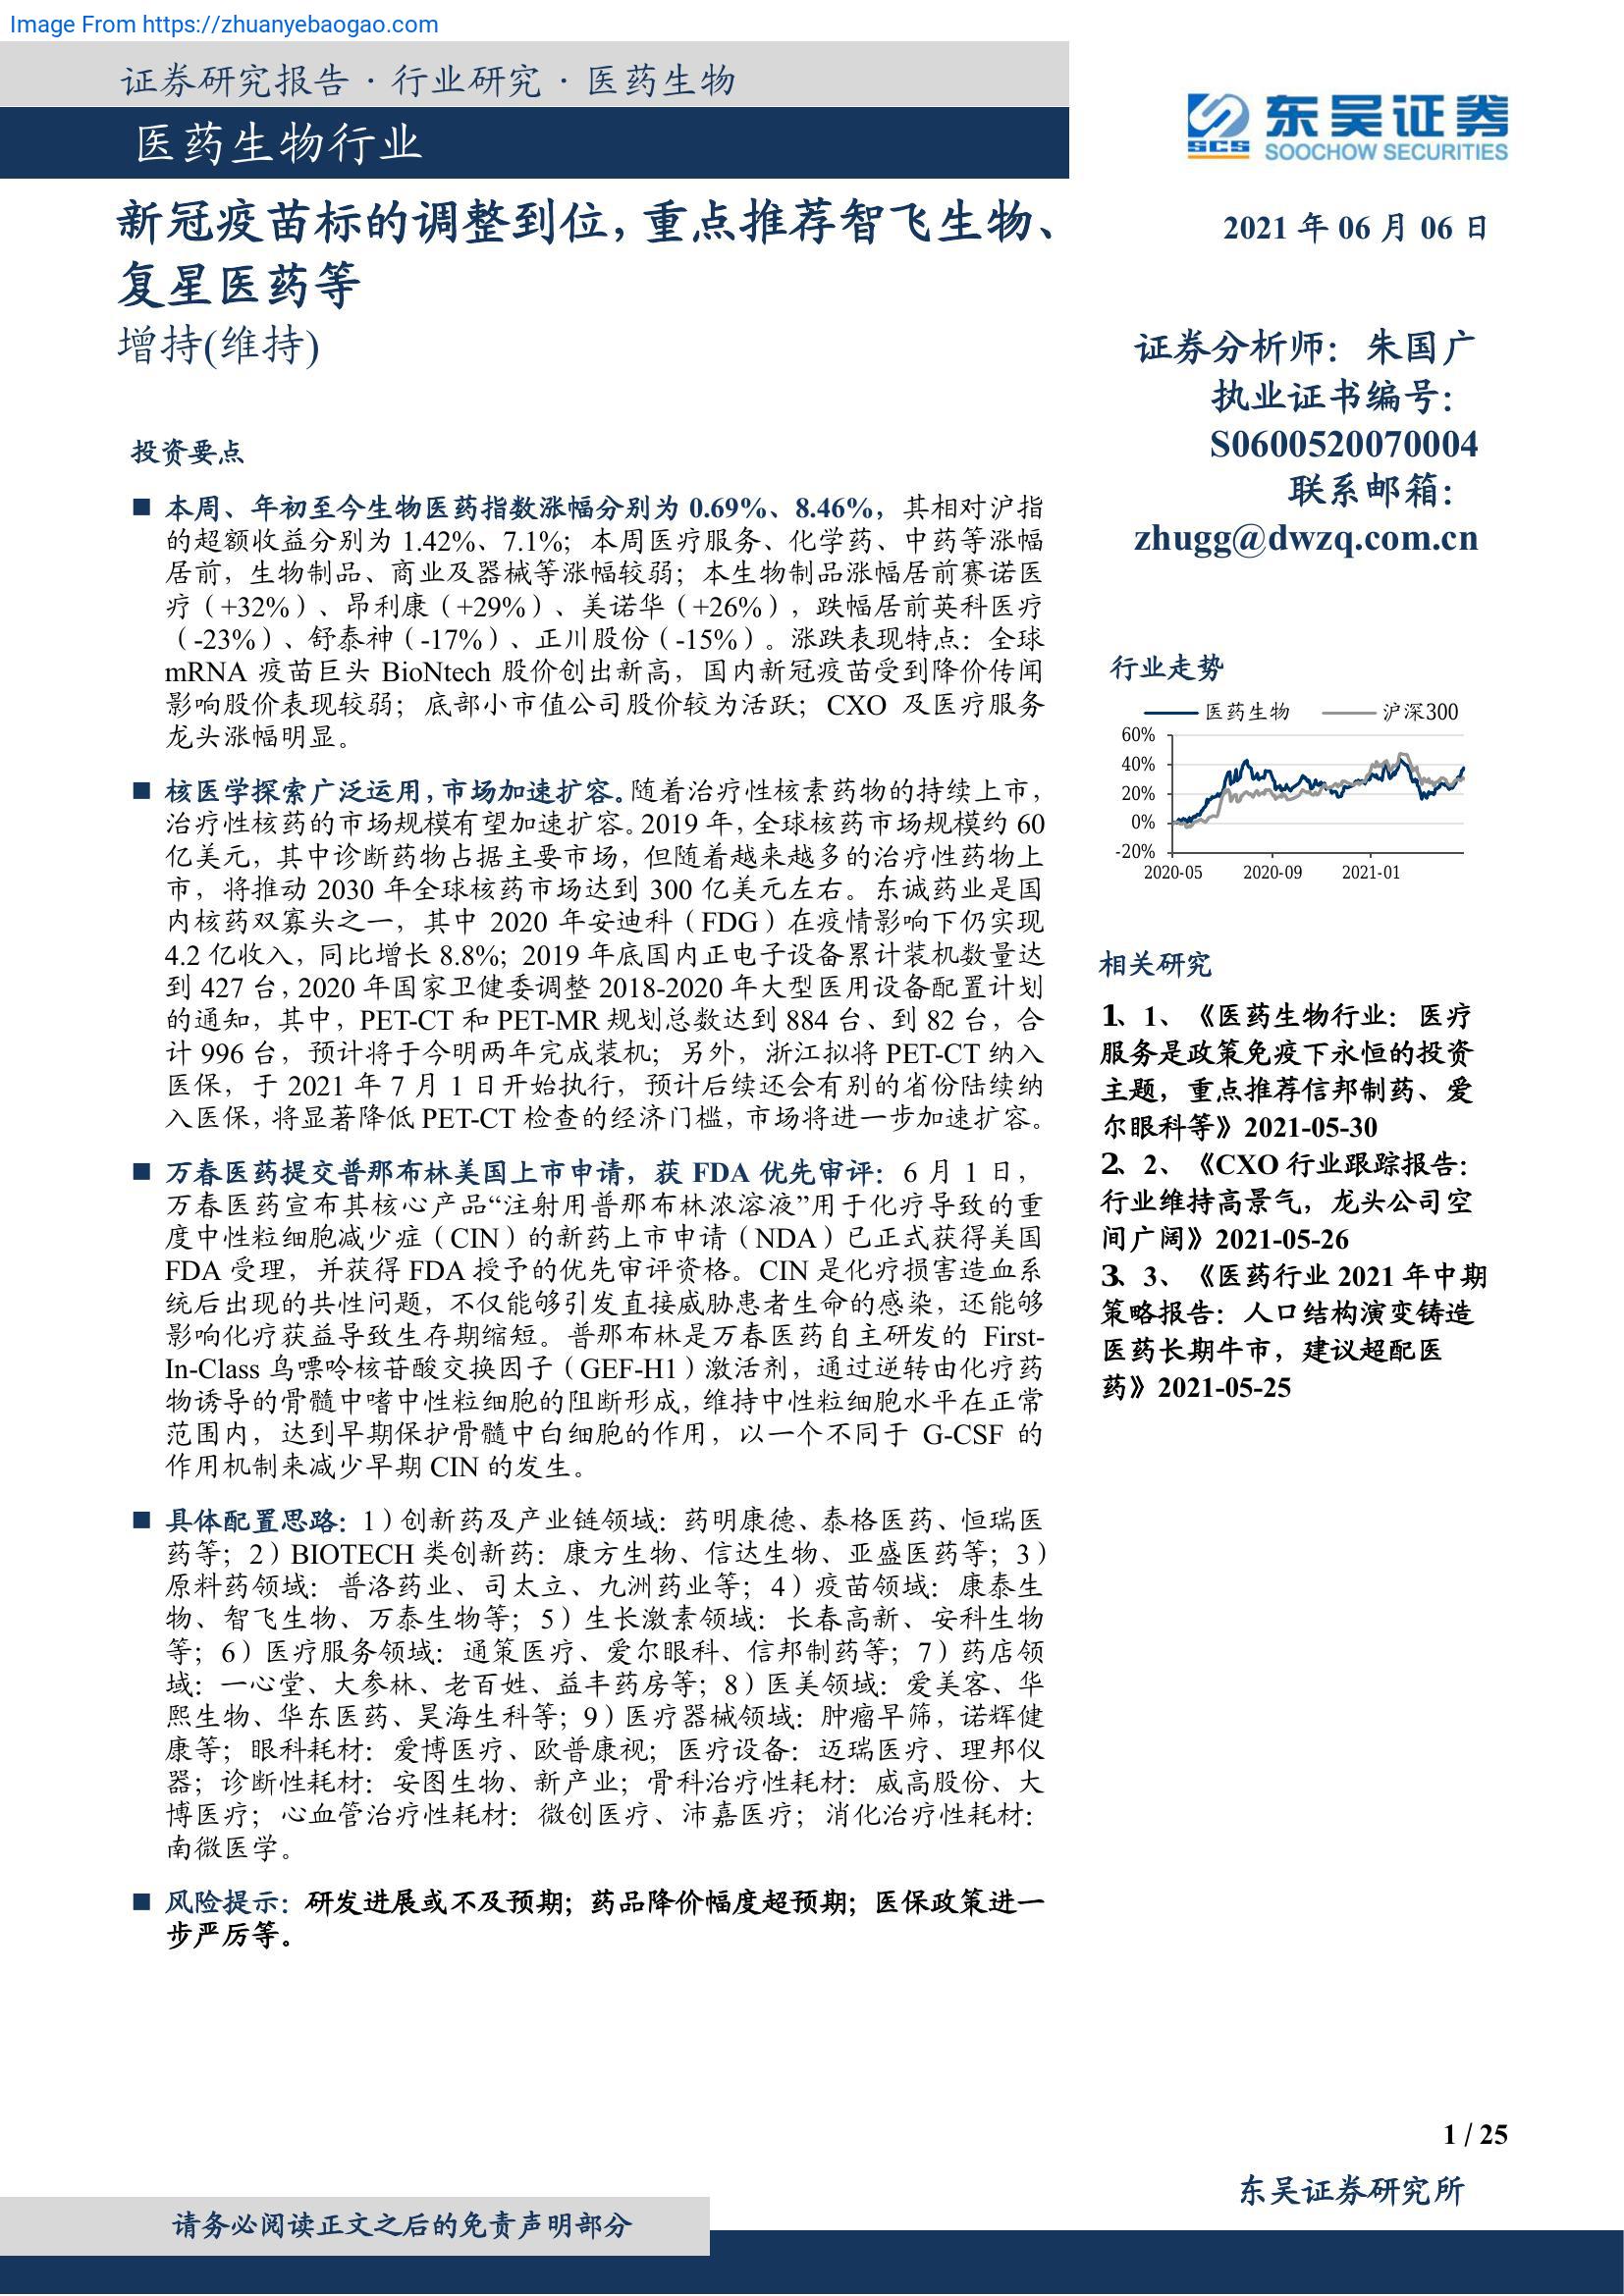 Image From https://zhuanyebaogao.com
证券研究报告·行业研究·医药生物
医药生物行业
东吴证券
SCS
SOOCHOW SECURITIES
新冠疫苗标的调整到位，重点推荐智飞生物、
复星医药等
增持(维持)
2021 年 06 月 06 日
证券分析师：朱国广
执业证书编号：
S0600520070004
联系邮箱：
zhugg@dwzq.com.cn
投资要点
■ 本周、年初至今生物医药指数涨幅分别为 0.69%、8.46%，其相对沪指
的超额收益分别为 1.42%、7.1%；本周医疗服务、化学药、中药等涨幅
居前，生物制品、商业及器械等涨幅较弱；本生物制品涨幅居前赛诺医
疗（+32%）、昂利康（+29%）、美诺华（+26%），跌幅居前英科医疗
（-23%）、舒泰神（-17%）、正川股份（-15%）。涨跌表现特点：全球
mRNA 疫苗巨头 BioNtech 股价创出新高，国内新冠疫苗受到降价传闻
影响股价表现较弱；底部小市值公司股价较为活跃；CXO 及医疗服务
龙头涨幅明显。
■ 核医学探索广泛运用，市场加速扩容。随着治疗性核素药物的持续上市，
治疗性核药的市场规模有望加速扩容。2019 年，全球核药市场规模约 60
亿美元，其中诊断药物占据主要市场，但随着越来越多的治疗性药物上
市，将推动 2030 年全球核药市场达到 300 亿美元左右。东诚药业是国
内核药双寡头之一，其中 2020 年安迪科（FDG）在疫情影响下仍实现
4.2 亿收入，同比增长 8.8%；2019 年底国内正电子设备累计装机数量达
到 427 台，2020 年国家卫健委调整 2018-2020 年大型医用设备配置计划
的通知，其中，PET-CT 和 PET-MR 规划总数达到 884 台、到 82 台，合
计 996 台，预计将于今明两年完成装机；另外，浙江拟将 PET-CT 纳入
医保，于 2021 年 7 月 1 日开始执行，预计后续还会有别的省份陆续纳
入医保，将显著降低 PET-CT 检查的经济门槛，市场将进一步加速扩容。
■ 万春医药提交普那布林美国上市申请，获 FDA 优先审评：6 月 1 日，
万春医药宣布其核心产品“注射用普那布林浓溶液”用于化疗导致的重
度中性粒细胞减少症（CIN）的新药上市申请（NDA）已正式获得美国
FDA 受理，并获得 FDA 授予的优先审评资格。CIN 是化疗损害造血系
统后出现的共性问题，不仅能够引发直接威胁患者生命的感染，还能够
影响化疗获益导致生存期缩短。普那布林是万春医药自主研发的 First-
In-Class 鸟嘌呤核苷酸交换因子（GEF-H1）激活剂，通过逆转由化疗药
物诱导的骨髓中嗜中性粒细胞的阻断形成，维持中性粒细胞水平在正常
范围内，达到早期保护骨髓中白细胞的作用，以一个不同于 G-CSF 的
作用机制来减少早期 CIN 的发生。
■ 具体配置思路：1）创新药及产业链领域：药明康德、泰格医药、恒瑞医
药等；2）BIOTECH 类创新药：康方生物、信达生物、亚盛医药等；3）
原料药领域：普洛药业、司太立、九洲药业等；4）疫苗领域：康泰生
物、智飞生物、万泰生物等；5）生长激素领域：长春高新、安科生物
等；6）医疗服务领域：通策医疗、爱尔眼科、信邦制药等；7）药店领
域：一心堂、大参林、老百姓、益丰药房等；8）医美领域：爱美客、华
熙生物、华东医药、昊海生科等；9）医疗器械领域：肿瘤早筛，诺辉健
康等；眼科耗材：爱博医疗、欧普康视；医疗设备：迈瑞医疗、理邦仪
器；诊断性耗材：安图生物、新产业；骨科治疗性耗材：威高股份、大
博医疗；心血管治疗性耗材：微创医疗、沛嘉医疗；消化治疗性耗材：
南微医学。
■ 风险提示：研发进展或不及预期；药品降价幅度超预期；医保政策进一
步严厉等。
行业走势
医药生物 沪深300
60%
40%
20%
0%
-20%
2020-05 2020-09 2021-01
相关研究
1、1、《医药生物行业：医疗
服务是政策免疫下永恒的投资
主题，重点推荐信邦制药、爱
尔眼科等》2021-05-30
2、2、《CXO 行业跟踪报告：
行业维持高景气，龙头公司空
间广阔》2021-05-26
3、3、《医药行业 2021 年中期
策略报告：人口结构演变铸造
医药长期牛市，建议超配医
药》2021-05-25
1 / 25
东吴证券研究所
请务必阅读正文之后的免责声明部分